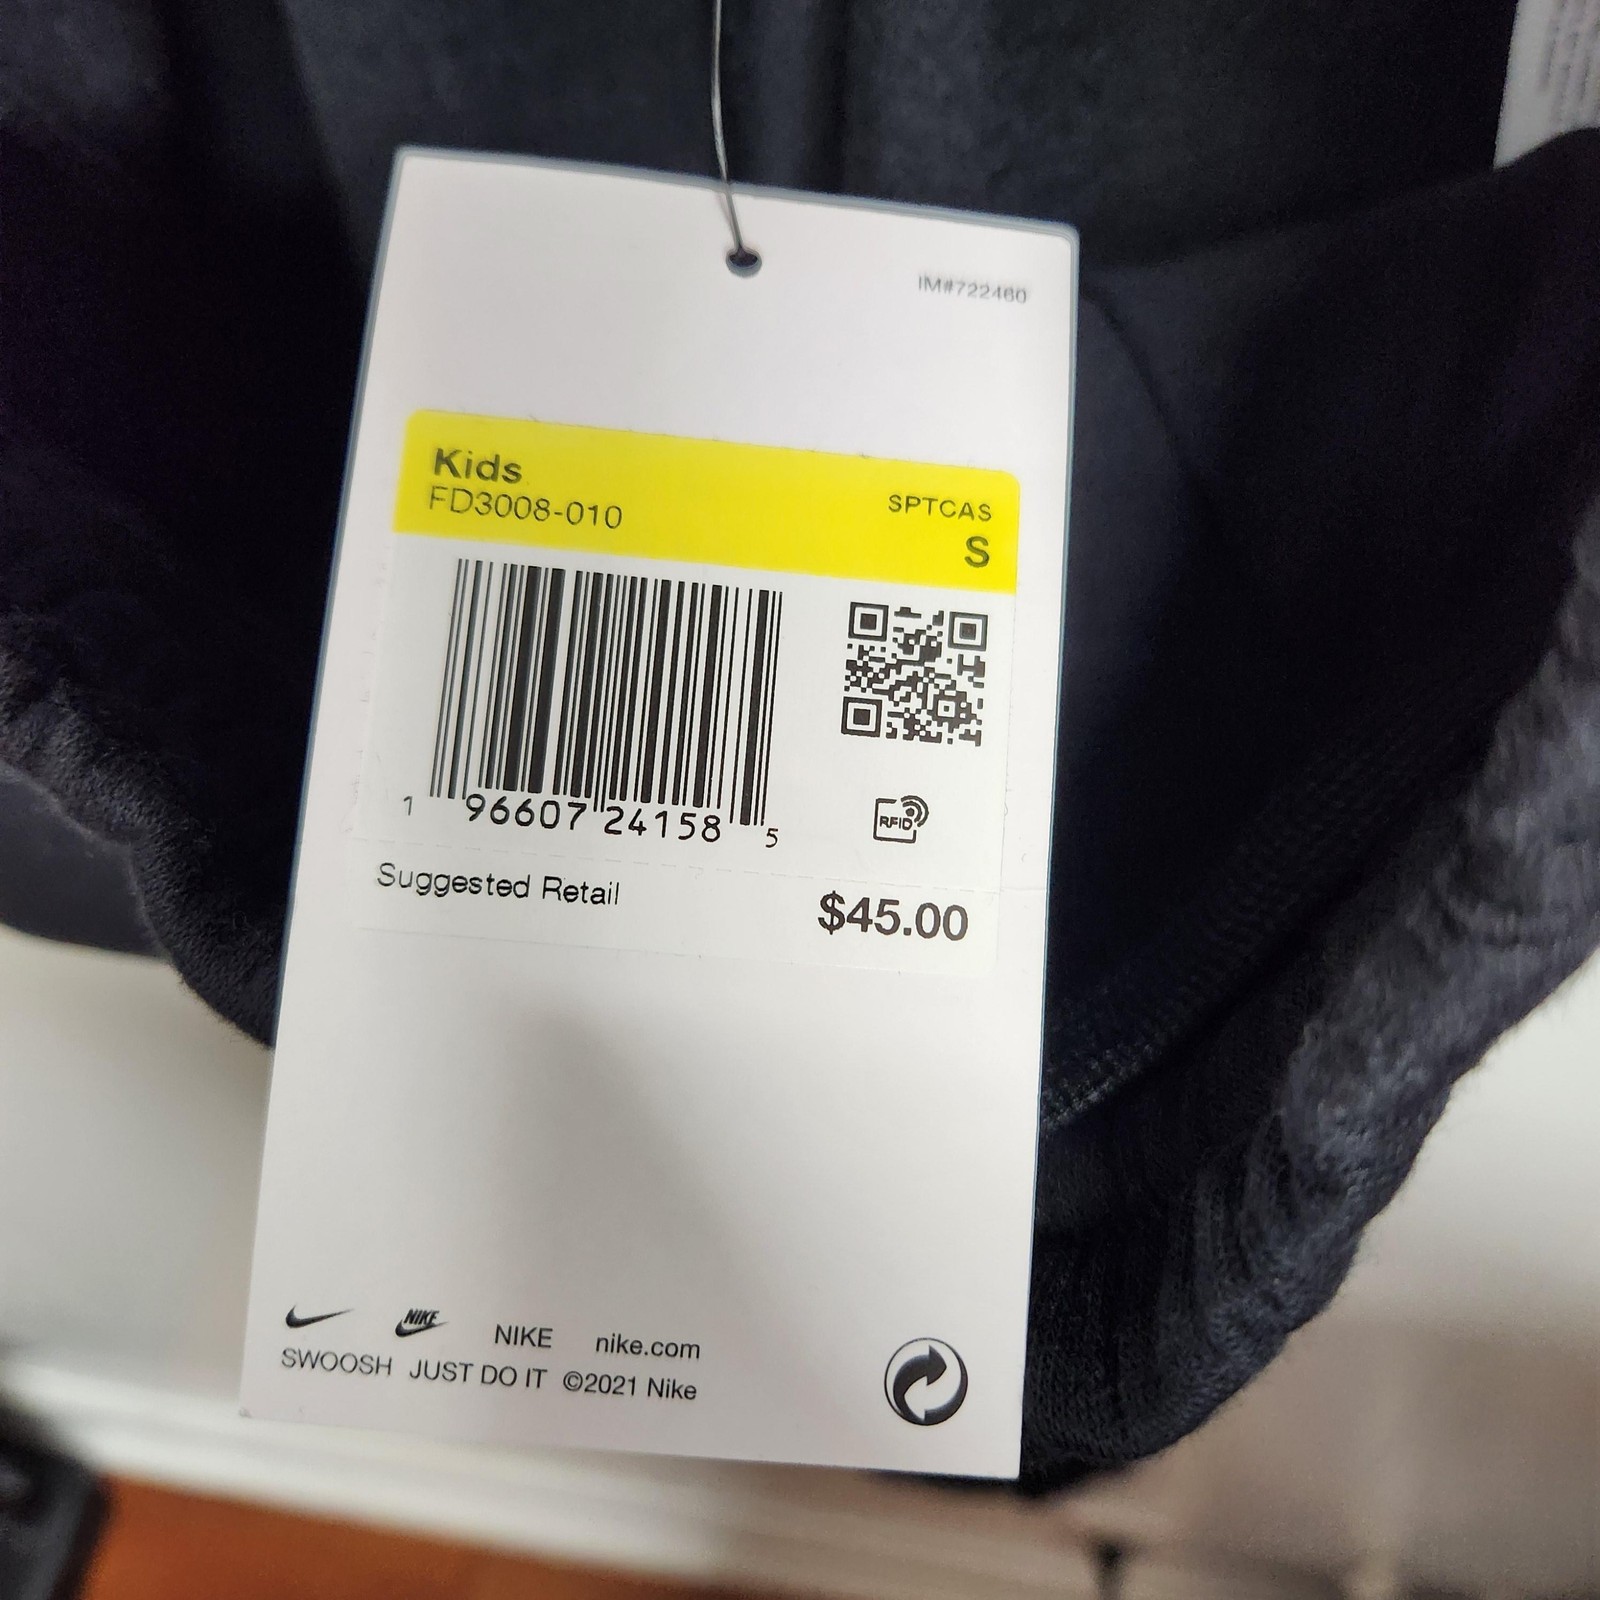 IM#722460
Kids
FD3008-010
SPTCAS
S
1 96607 24158 5
RFID
Suggested Retail
$45.00
NIKE NIKE nike.com
SWOOSH JUST DO IT ©2021 Nike